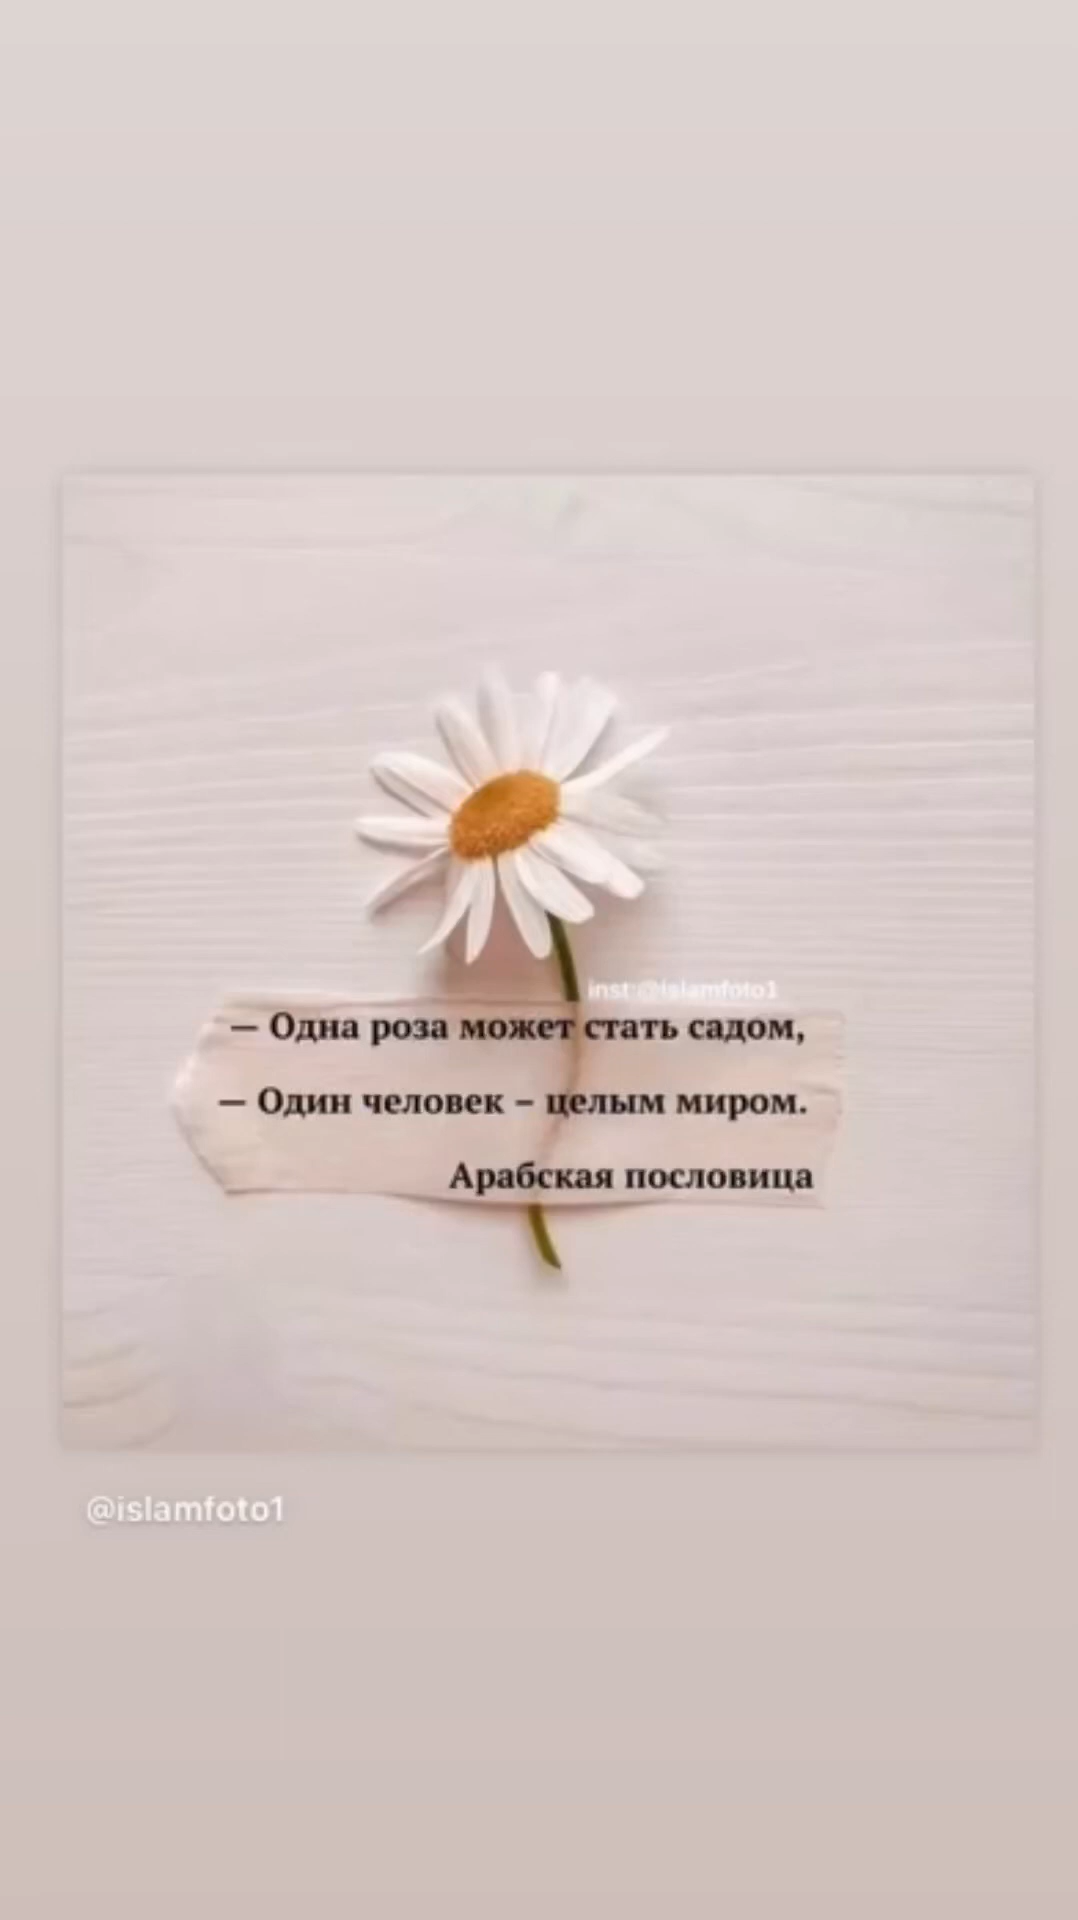 inst:@islamfoto1
— Одна роза может стать садом,
— Один человек – целым миром.
Арабская пословица
@islamfoto1